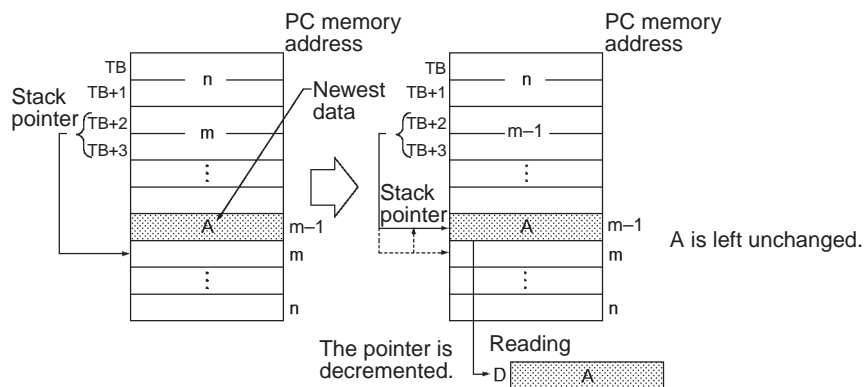 PC memory
address
TB
TB+1
TB+2
TB+3
n
m
⋮
A
m–1
m
⋮
n
Stack
pointer
Newest
data
PC memory
address
TB
TB+1
TB+2
TB+3
n
m–1
⋮
Stack
pointer
A
m–1
m
⋮
n
A is left unchanged.
The pointer is
decremented.
Reading
D
A